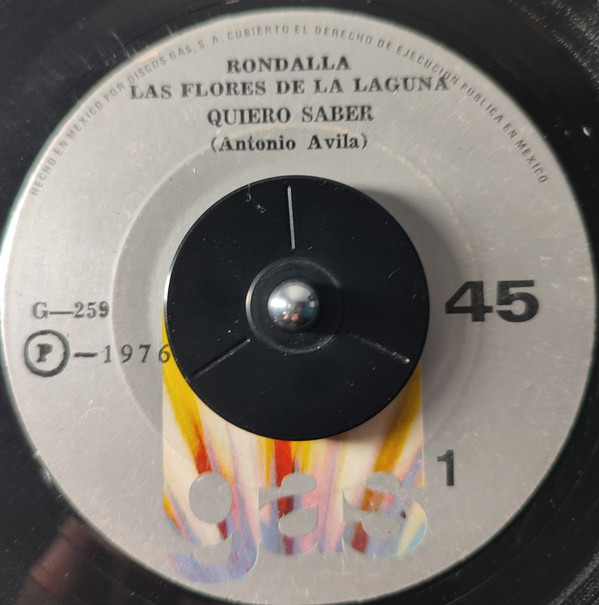 HECHO EN MEXICO POR DISCOS GAS, S. A. CUBIERTO EL DERECHO DE EJECUCION PUBLICA EN MEXICO
RONDALLA
LAS FLORES DE LA LAGUNA
QUIERO SABER
(Antonio Avila)
G—259
45
P—1976
1
gas